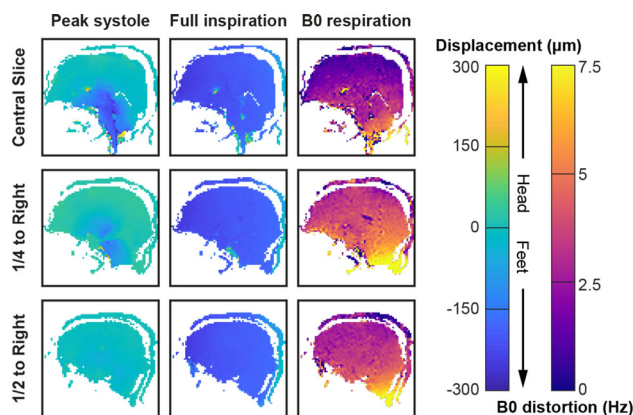 Peak systole Full inspiration B0 respiration
Central Slice
1/4 to Right
1/2 to Right
Displacement (μm)
300 7.5
150
5
0
2.5
-150
-300 0
Head
Feet
B0 distortion (Hz)